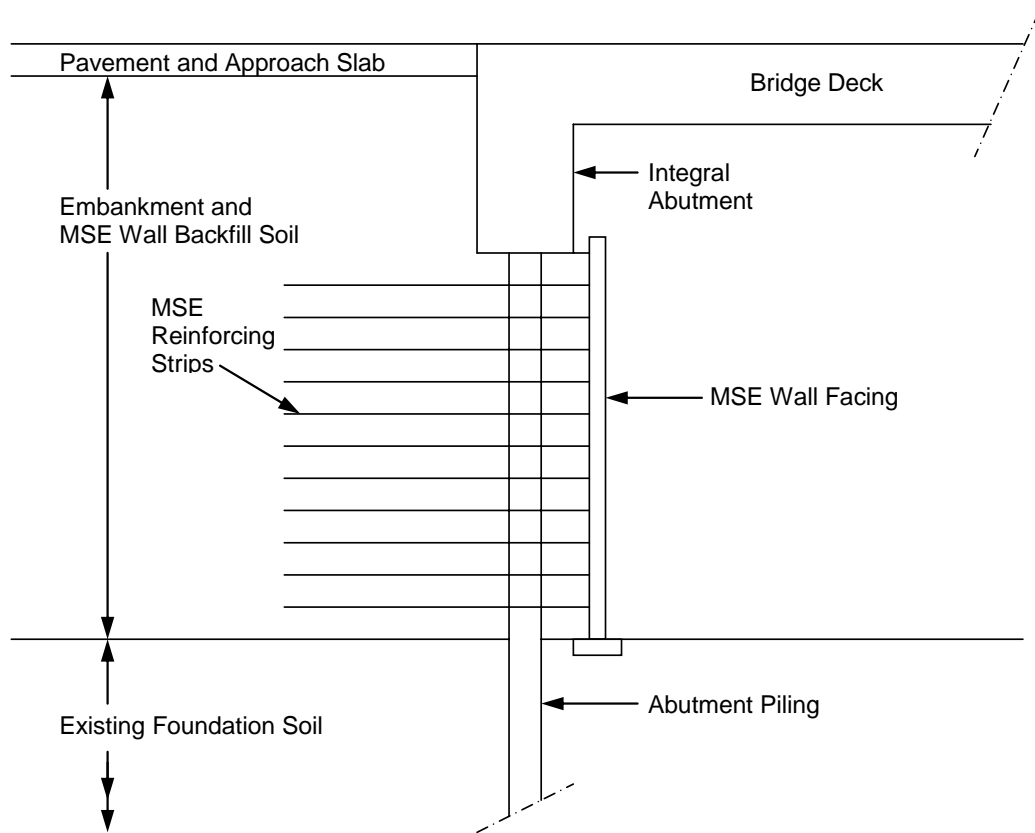 Pavement and Approach Slab
Bridge Deck
Integral
Abutment
Embankment and
MSE Wall Backfill Soil
MSE
Reinforcing
Strips
MSE Wall Facing
Abutment Piling
Existing Foundation Soil